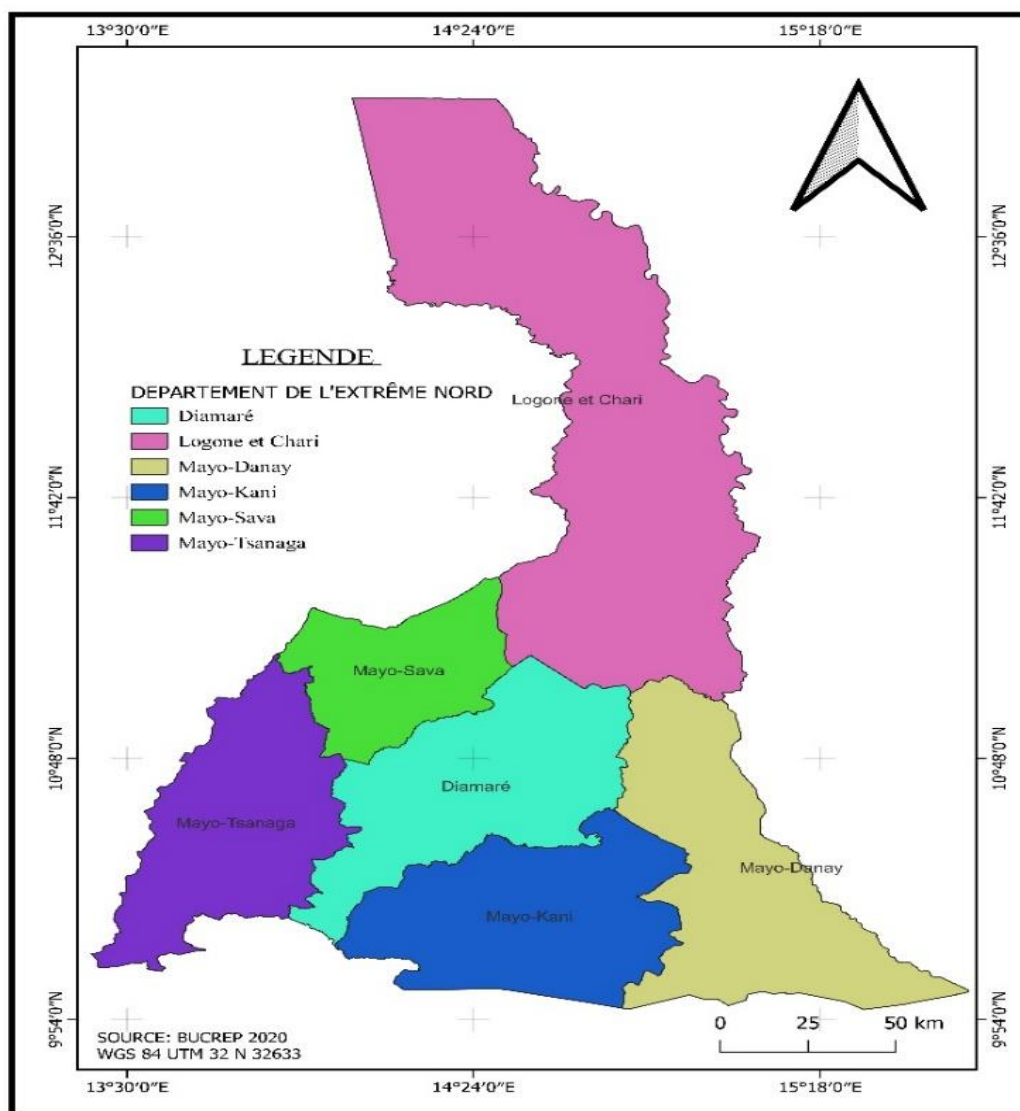 13°30'0"E 14°24'0"E 15°18'0"E
12°36'0"N 12°36'0"N
LEGENDE
DEPARTEMENT DE L'EXTRÊME NORD
Diamaré
Logone et Chari
Mayo-Danay
Mayo-Kani
Mayo-Sava
Mayo-Tsanaga
Logone et Chari
11°42'0"N 11°42'0"N
Mayo-Sava
10°48'0"N 10°48'0"N
Diamaré
Mayo-Tsanaga
Mayo-Danay
Mayo-Kani
9°54'0"N 9°54'0"N
0 25 50 km
SOURCE: BUCREP 2020
WGS 84 UTM 32 N 32633
13°30'0"E 14°24'0"E 15°18'0"E